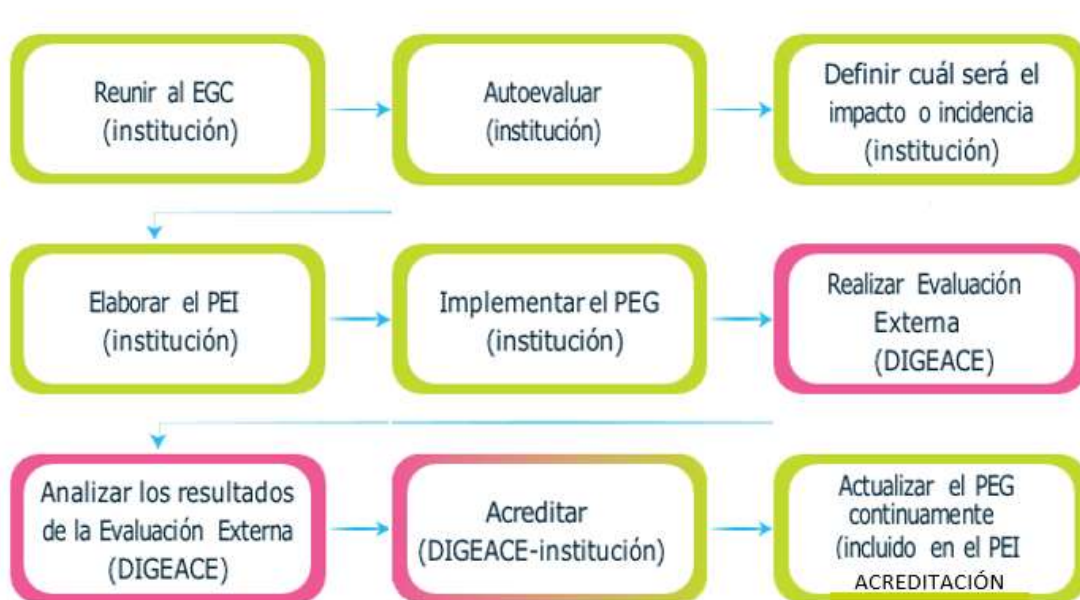 Reunir al EGC
(institución)
Autoevaluar
(institución)
Definir cuál será el
impacto o incidencia
(institución)
Elaborar el PEI
(institución)
Implementar el PEG
(institución)
Realizar Evaluación
Externa
(DIGEACE)
Analizar los resultados
de la Evaluación Externa
(DIGEACE)
Acreditar
(DIGEACE-institución)
Actualizar el PEG
continuamente
(incluido en el PEI
ACREDITACIÓN